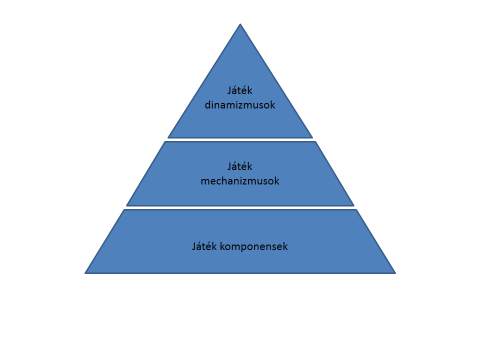 Játék
dinamizmusok
Játék
mechanizmusok
Játék komponensek